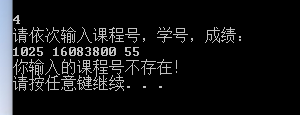 4
请依次输入课程号，学号，成绩：
1025 16083800 55
你输入的课程号不存在！
请按任意键继续. . .